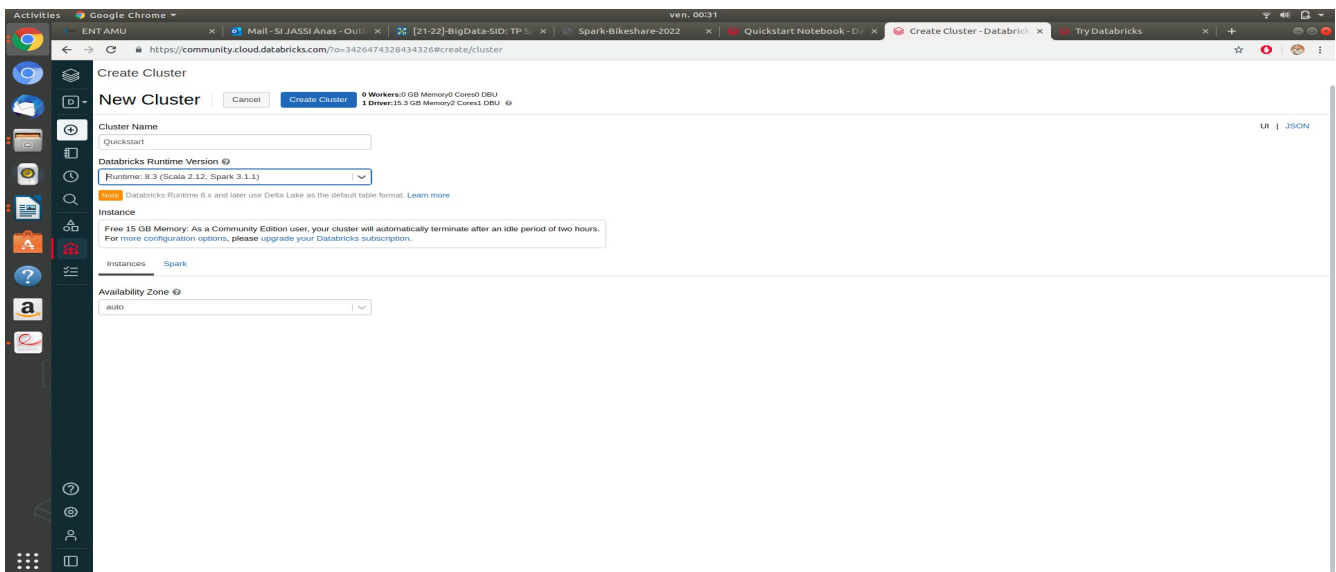 Activities Google Chrome ven. 00:31
ENT AMU Mail - SI JASSI Anas - Outl [21-22]-BigData-SID: TP S Spark-Bikeshare-2022 Quickstart Notebook - Da Create Cluster - Databrick Try Databricks
https://community.cloud.databricks.com/?o=3426474328434326#create/cluster
Create Cluster
New Cluster Cancel Create Cluster 0 Workers:0 GB Memory0 Cores0 DBU
1 Driver:15.3 GB Memory2 Cores1 DBU
Cluster Name UI | JSON
Quickstart
Databricks Runtime Version
Runtime: 8.3 (Scala 2.12, Spark 3.1.1)
Note Databricks Runtime 8.x and later use Delta Lake as the default table format. Learn more
Instance
Free 15 GB Memory: As a Community Edition user, your cluster will automatically terminate after an idle period of two hours.
For more configuration options, please upgrade your Databricks subscription.
Instances Spark
Availability Zone
auto